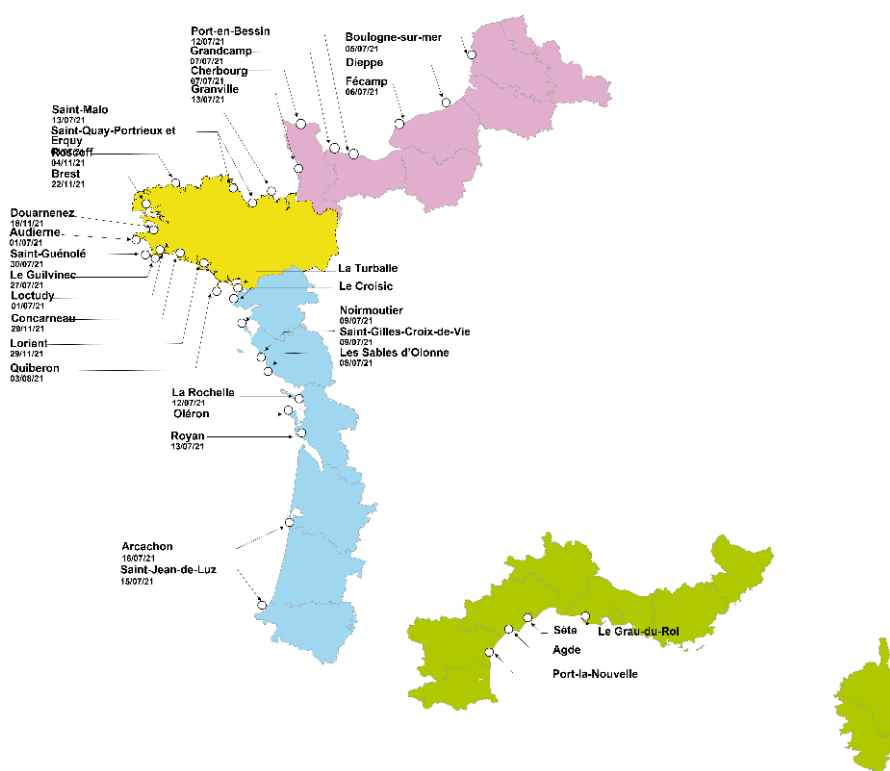 Port-en-Bessin
12/07/21
Grandcamp
07/07/21
Cherbourg
07/07/21
Granville
13/07/21
Boulogne-sur-mer
05/07/21
Dieppe
Fécamp
06/07/21
Saint-Malo
13/07/21
Saint-Quay-Portrieux et
Erquy
Roscoff
04/11/21
Brest
22/11/21
Douarnenez
18/11/21
Audierne
01/07/21
Saint-Guénolé
30/07/21
Le Guilvinec
27/07/21
Loctudy
01/07/21
Concarneau
29/11/21
Lorient
29/11/21
Quiberon
03/08/21
La Turballe
Le Croisic
Noirmoutier
09/07/21
Saint-Gilles-Croix-de-Vie
09/07/21
Les Sables d'Olonne
08/07/21
La Rochelle
12/07/21
Oléron
Royan
13/07/21
Arcachon
16/07/21
Saint-Jean-de-Luz
15/07/21
Sète
Le Grau-du-RoI
Agde
Port-la-Nouvelle